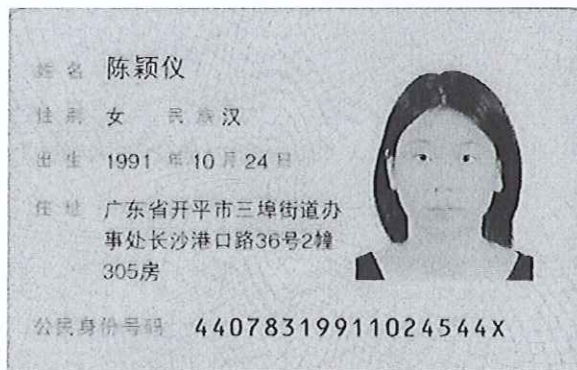 姓名 陈颖仪
性别 女 民族 汉
出生 1991 年 10 月 24 日
住址 广东省开平市三埠街道办
事处长沙港口路36号2幢
305房
公民身份号码 44078319911024544X